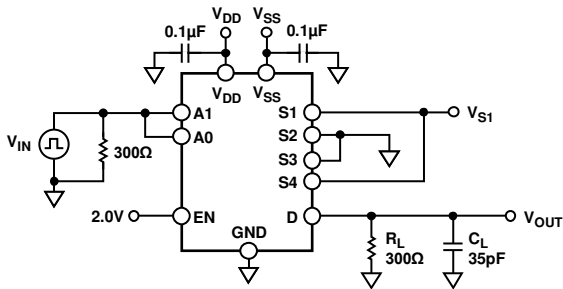 V_DD V_SS
0.1µF 0.1µF
V_DD V_SS
A1 S1 V_S1
A0 S2
V_IN 300Ω S3
S4
2.0V EN D V_OUT
GND R_L 300Ω C_L 35pF